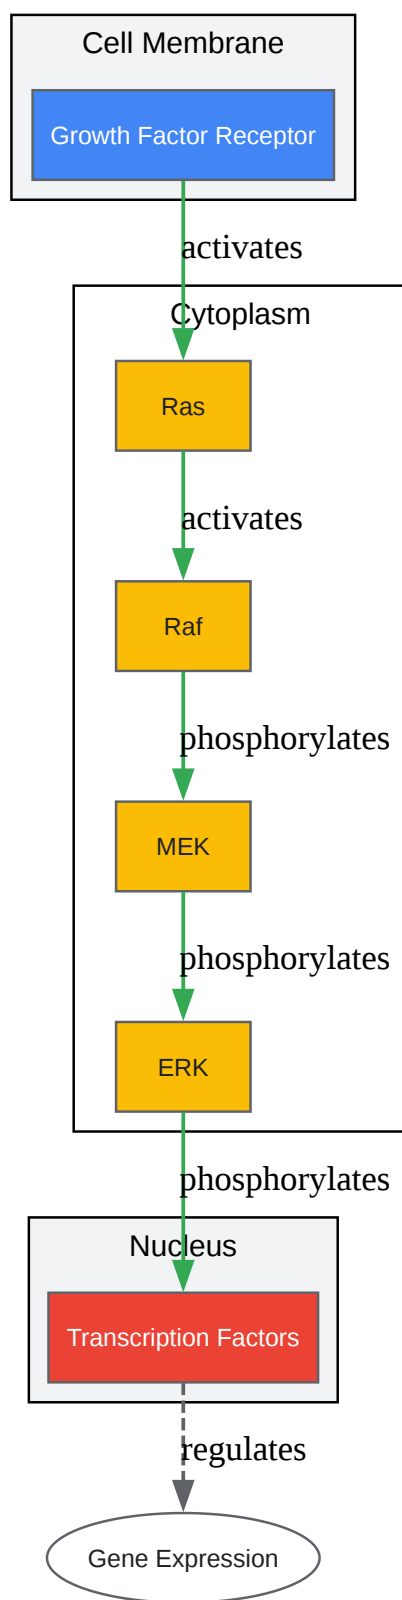 Cell Membrane
Growth Factor Receptor
activates
Cytoplasm
Ras
activates
Raf
phosphorylates
MEK
phosphorylates
ERK
phosphorylates
Nucleus
Transcription Factors
regulates
Gene Expression